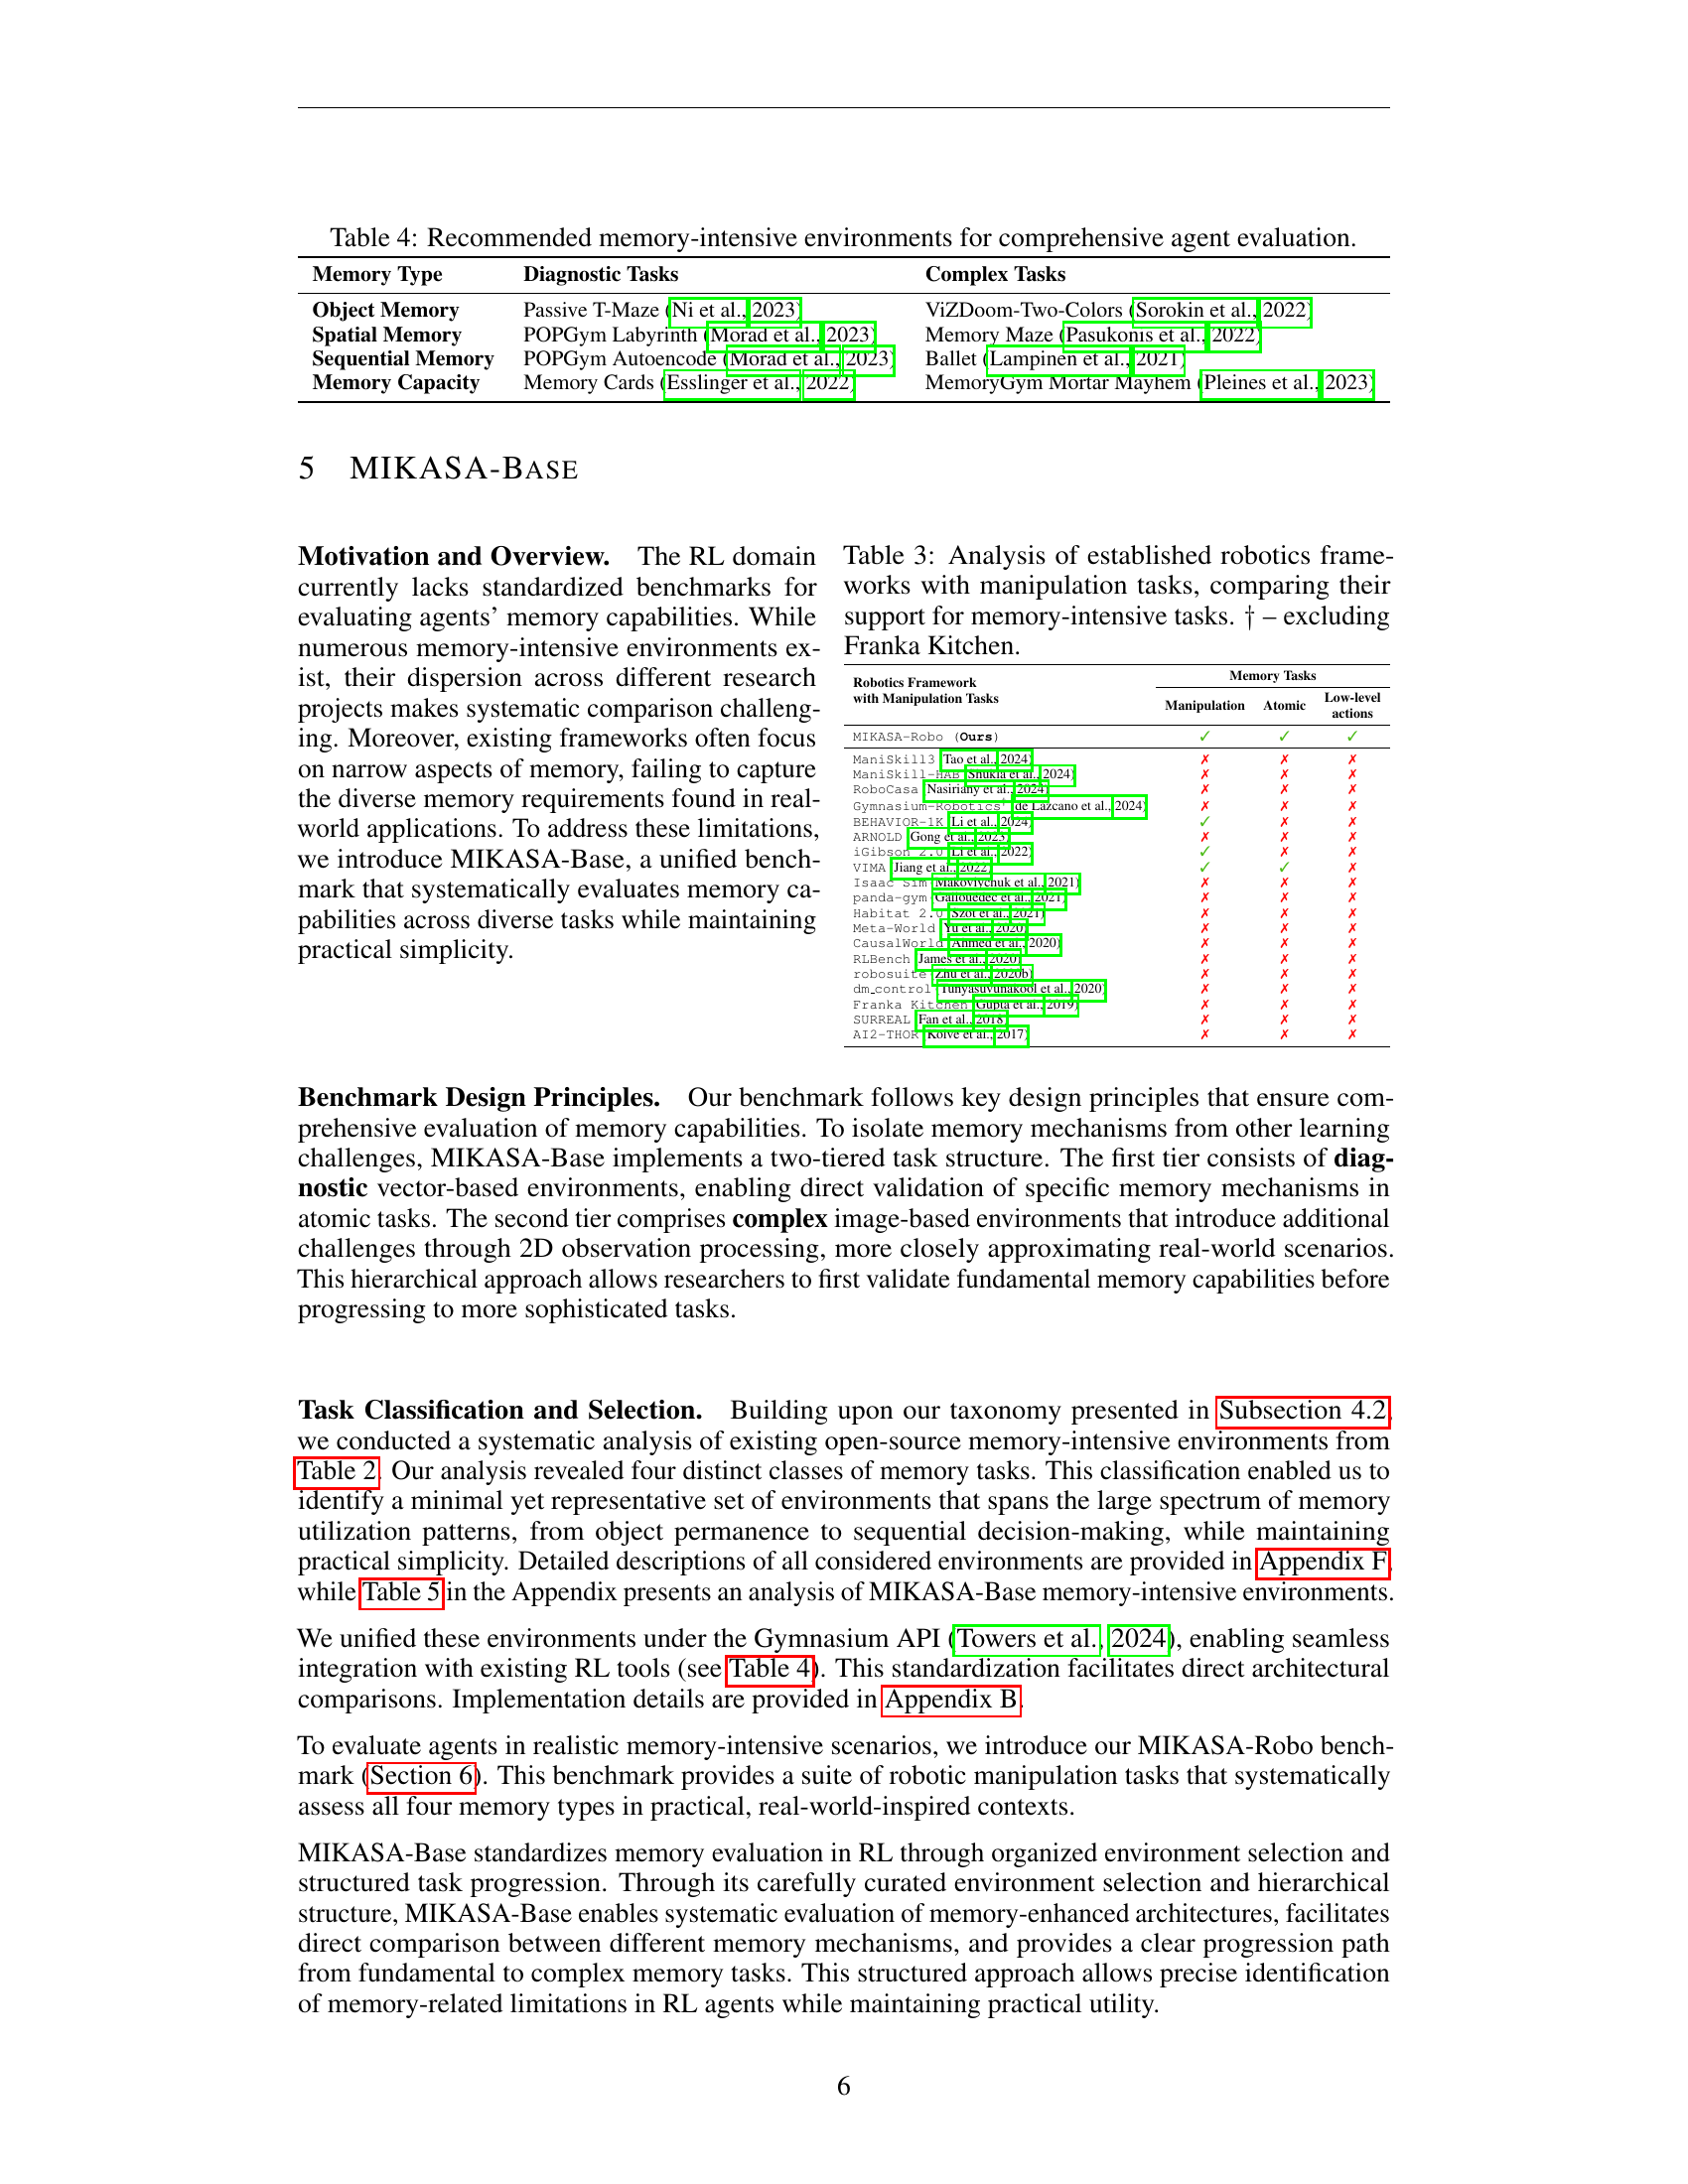 Table 4: Recommended memory-intensive environments for comprehensive agent evaluation.
Memory Type Diagnostic Tasks Complex Tasks
Object Memory Passive T-Maze (Ni et al., 2023) ViZDoom-Two-Colors (Sorokin et al., 2022)
Spatial Memory POPGym Labyrinth (Morad et al., 2023) Memory Maze (Pasukonis et al., 2022)
Sequential Memory POPGym Autoencode (Morad et al., 2023) Ballet (Lampinen et al., 2021)
Memory Capacity Memory Cards (Esslinger et al., 2022) MemoryGym Mortar Mayhem (Pleines et al., 2023)
5 MIKASA-BASE
Motivation and Overview. The RL domain
currently lacks standardized benchmarks for
evaluating agents' memory capabilities. While
numerous memory-intensive environments ex-
ist, their dispersion across different research
projects makes systematic comparison challeng-
ing. Moreover, existing frameworks often focus
on narrow aspects of memory, failing to capture
the diverse memory requirements found in real-
world applications. To address these limitations,
we introduce MIKASA-Base, a unified bench-
mark that systematically evaluates memory ca-
pabilities across diverse tasks while maintaining
practical simplicity.
Table 3: Analysis of established robotics frame-
works with manipulation tasks, comparing their
support for memory-intensive tasks. † – excluding
Franka Kitchen.
Robotics Framework
with Manipulation Tasks
Memory Tasks
Manipulation Atomic Low-level
actions
MIKASA-Robo (Ours) ✓ ✓ ✓
ManiSkill3 (Tao et al., 2024) ✗ ✗ ✗
ManiSkill-HAB (Shukla et al., 2024) ✗ ✗ ✗
RoboCasa (Nasiriany et al., 2024) ✗ ✗ ✗
Gymnasium-Robotics† (de Lazcano et al., 2024) ✗ ✗ ✗
BEHAVIOR-1K (Li et al., 2024) ✓ ✗ ✗
ARNOLD (Gong et al., 2023) ✗ ✗ ✗
iGibson 2.0 (Li et al., 2022) ✓ ✗ ✗
VIMA (Jiang et al., 2022) ✓ ✓ ✗
Isaac Sim (Makoviychuk et al., 2021) ✗ ✗ ✗
panda-gym (Gallouédec et al., 2021) ✗ ✗ ✗
Habitat 2.0 (Szot et al., 2021) ✗ ✗ ✗
Meta-World (Yu et al., 2020) ✗ ✗ ✗
CausalWorld (Ahmed et al., 2020) ✗ ✗ ✗
RLBench (James et al., 2020) ✗ ✗ ✗
robosuite (Zhu et al., 2020b) ✗ ✗ ✗
dm_control (Tunyasuvunakool et al., 2020) ✗ ✗ ✗
Franka Kitchen (Gupta et al., 2019) ✗ ✗ ✗
SURREAL (Fan et al., 2018) ✗ ✗ ✗
AI2-THOR (Kolve et al., 2017) ✗ ✗ ✗
Benchmark Design Principles. Our benchmark follows key design principles that ensure com-
prehensive evaluation of memory capabilities. To isolate memory mechanisms from other learning
challenges, MIKASA-Base implements a two-tiered task structure. The first tier consists of diag-
nostic vector-based environments, enabling direct validation of specific memory mechanisms in
atomic tasks. The second tier comprises complex image-based environments that introduce additional
challenges through 2D observation processing, more closely approximating real-world scenarios.
This hierarchical approach allows researchers to first validate fundamental memory capabilities before
progressing to more sophisticated tasks.
Task Classification and Selection. Building upon our taxonomy presented in Subsection 4.2,
we conducted a systematic analysis of existing open-source memory-intensive environments from
Table 2. Our analysis revealed four distinct classes of memory tasks. This classification enabled us to
identify a minimal yet representative set of environments that spans the large spectrum of memory
utilization patterns, from object permanence to sequential decision-making, while maintaining
practical simplicity. Detailed descriptions of all considered environments are provided in Appendix F,
while Table 5 in the Appendix presents an analysis of MIKASA-Base memory-intensive environments.
We unified these environments under the Gymnasium API (Towers et al., 2024), enabling seamless
integration with existing RL tools (see Table 4). This standardization facilitates direct architectural
comparisons. Implementation details are provided in Appendix B.
To evaluate agents in realistic memory-intensive scenarios, we introduce our MIKASA-Robo bench-
mark (Section 6). This benchmark provides a suite of robotic manipulation tasks that systematically
assess all four memory types in practical, real-world-inspired contexts.
MIKASA-Base standardizes memory evaluation in RL through organized environment selection and
structured task progression. Through its carefully curated environment selection and hierarchical
structure, MIKASA-Base enables systematic evaluation of memory-enhanced architectures, facilitates
direct comparison between different memory mechanisms, and provides a clear progression path
from fundamental to complex memory tasks. This structured approach allows precise identification
of memory-related limitations in RL agents while maintaining practical utility.
6